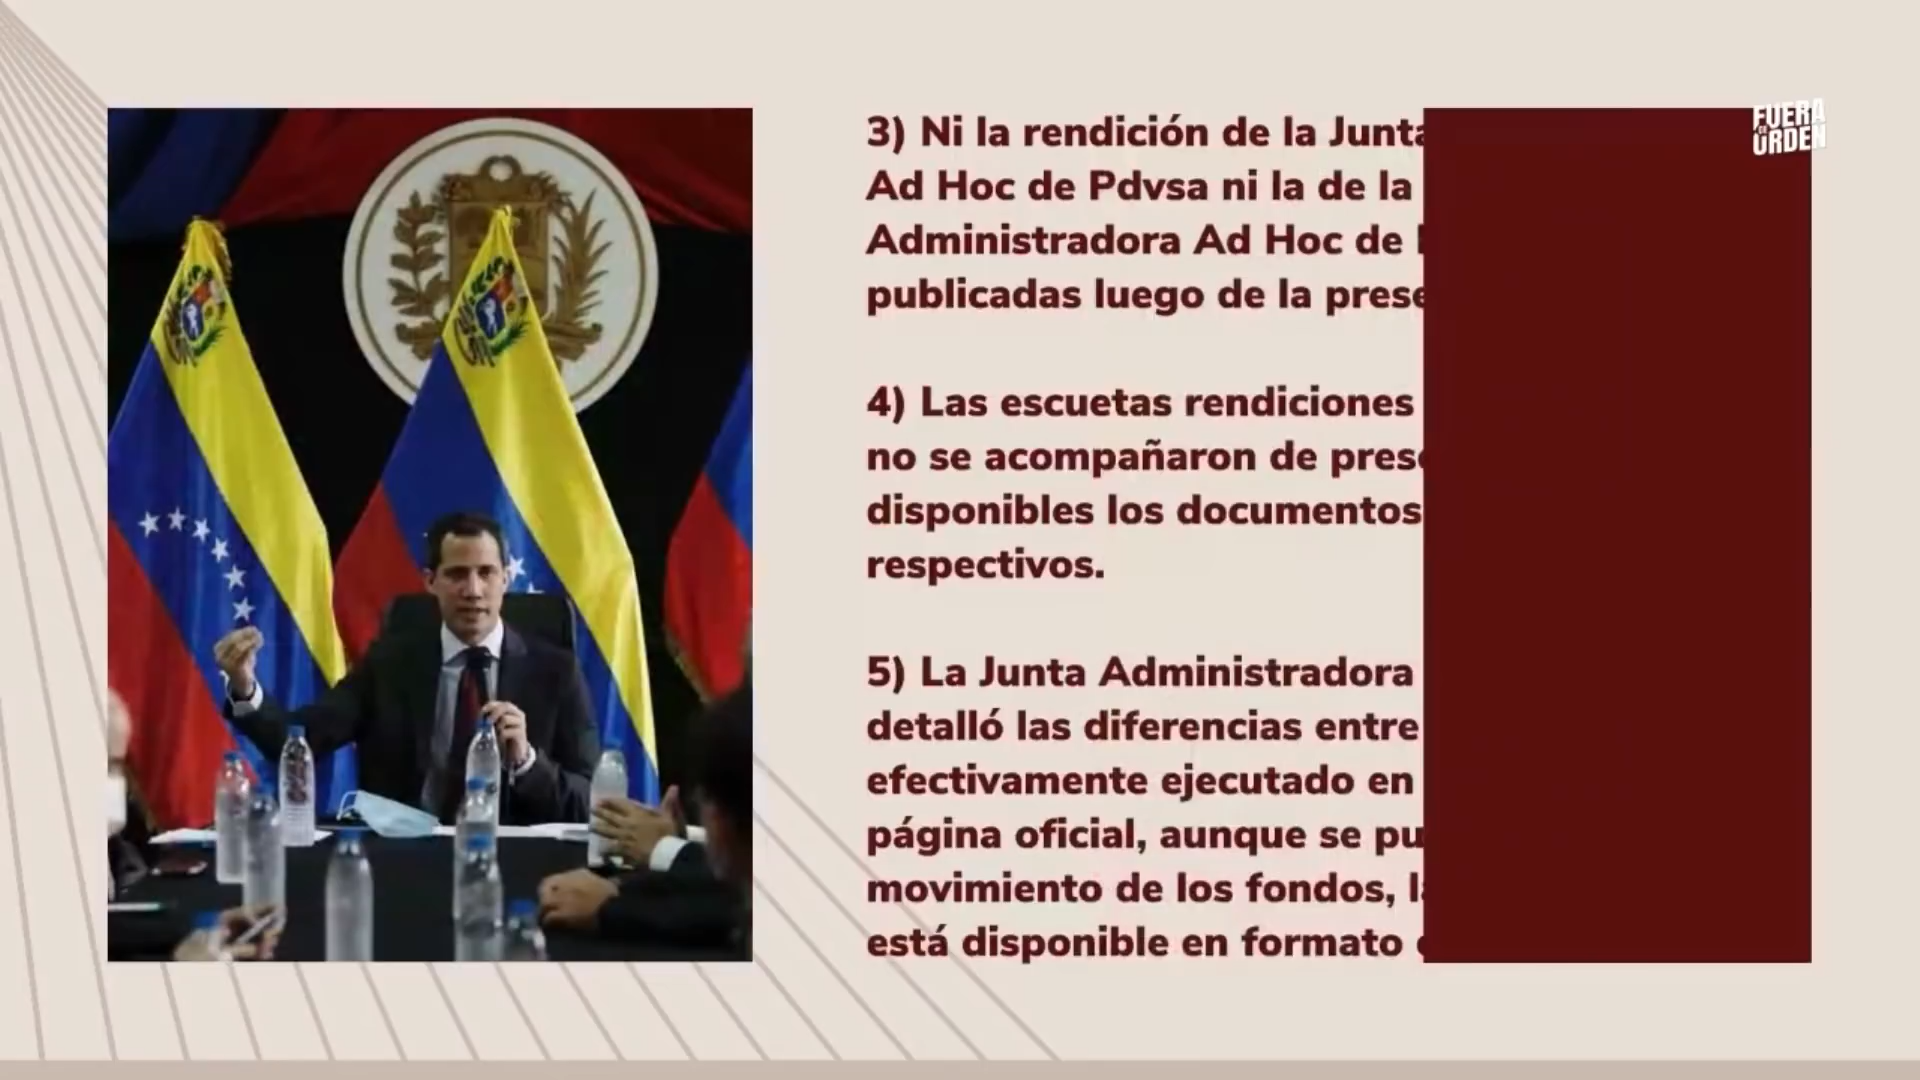 3) Ni la rendición de la Junta
Ad Hoc de Pdvsa ni la de la
Administradora Ad Hoc de
publicadas luego de la
4) Las escuetas rendiciones
no se acompañaron de
disponibles los documentos
respectivos.
5) La Junta Administradora
detalló las diferencias entre
efectivamente ejecutado en
página oficial, aunque se
movimiento de los fondos,
está disponible en formato
FUERA
DE
ORDEN